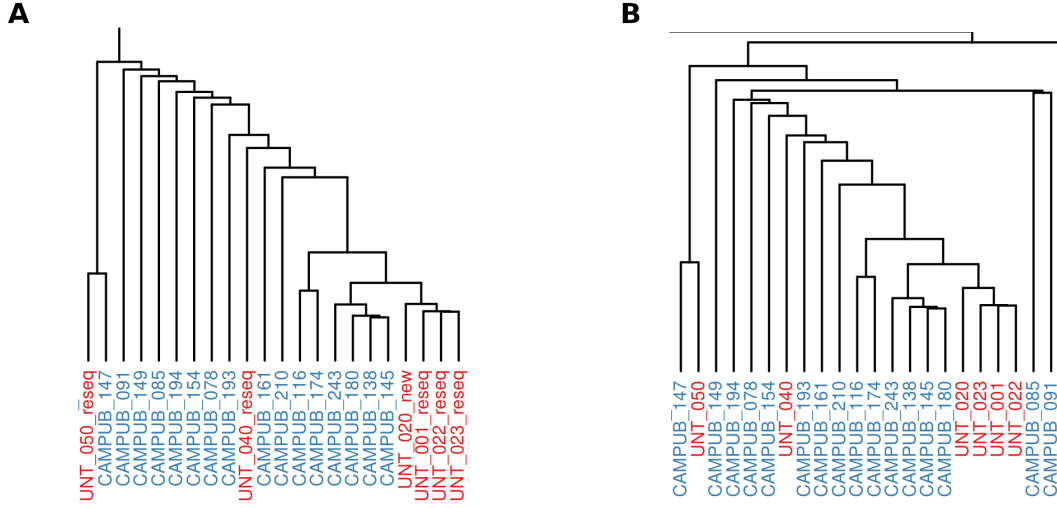 A
B
UNT_050_reseq
CAMPUB_147
CAMPUB_091
CAMPUB_149
CAMPUB_085
CAMPUB_194
CAMPUB_154
CAMPUB_078
CAMPUB_193
UNT_040_reseq
CAMPUB_161
CAMPUB_210
CAMPUB_116
CAMPUB_174
CAMPUB_243
CAMPUB_180
CAMPUB_138
CAMPUB_145
UNT_020_new
UNT_001_reseq
UNT_022_reseq
UNT_023_reseq
CAMPUB_147
UNT_050
CAMPUB_149
CAMPUB_194
CAMPUB_078
CAMPUB_154
UNT_040
CAMPUB_193
CAMPUB_161
CAMPUB_210
CAMPUB_116
CAMPUB_174
CAMPUB_243
CAMPUB_138
CAMPUB_145
CAMPUB_180
UNT_020
UNT_023
UNT_001
UNT_022
CAMPUB_085
CAMPUB_091